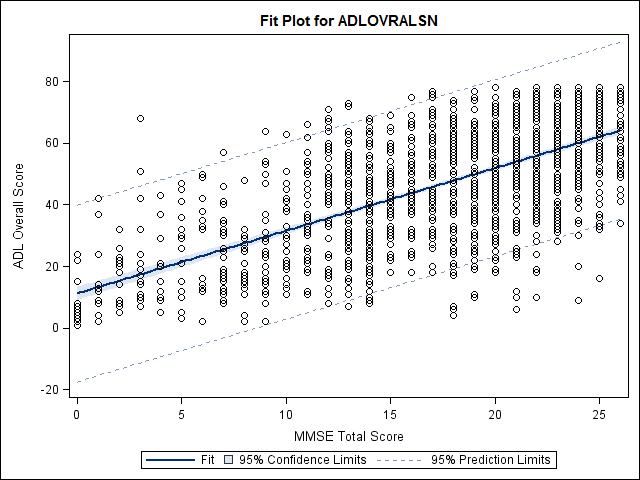 Fit Plot for ADLOVRALSN
80
60
40
20
0
-20
ADL Overall Score
0 5 10 15 20 25
MMSE Total Score
Fit 95% Confidence Limits 95% Prediction Limits